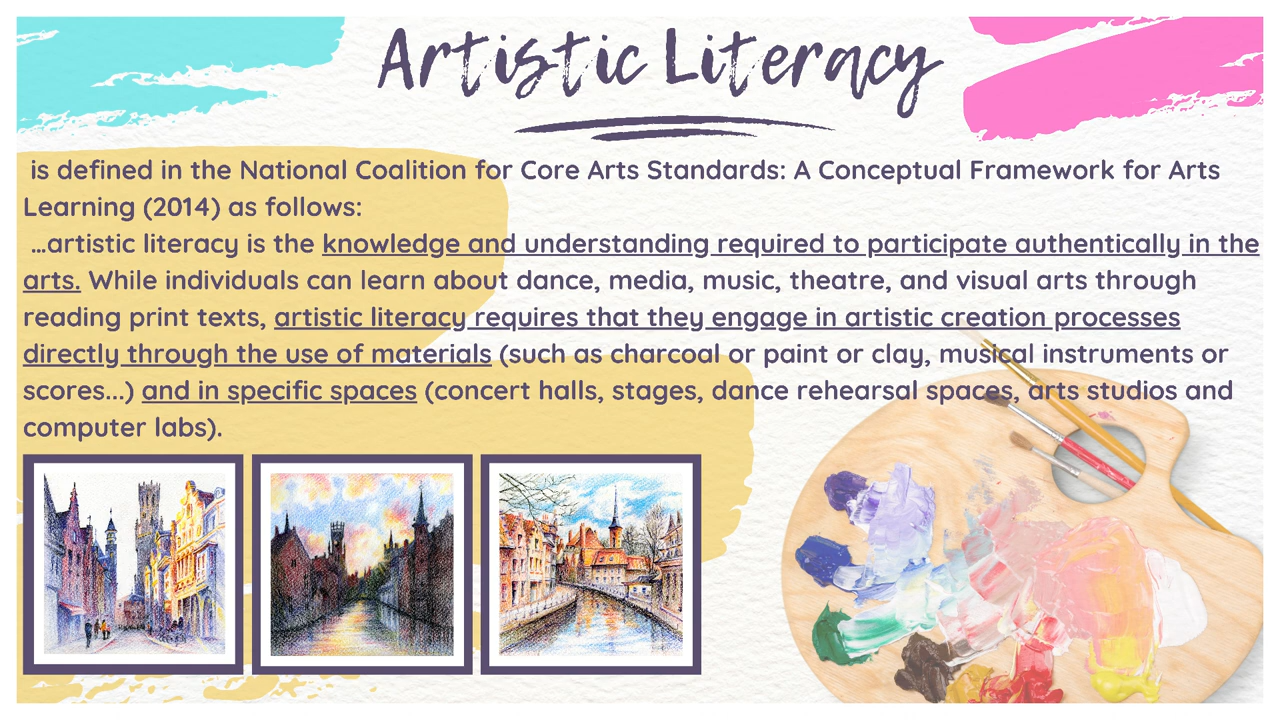 Artistic Literacy
is defined in the National Coalition for Core Arts Standards: A Conceptual Framework for Arts
Learning (2014) as follows:
…artistic literacy is the knowledge and understanding required to participate authentically in the
arts. While individuals can learn about dance, media, music, theatre, and visual arts through
reading print texts, artistic literacy requires that they engage in artistic creation processes
directly through the use of materials (such as charcoal or paint or clay, musical instruments or
scores...) and in specific spaces (concert halls, stages, dance rehearsal spaces, arts studios and
computer labs).